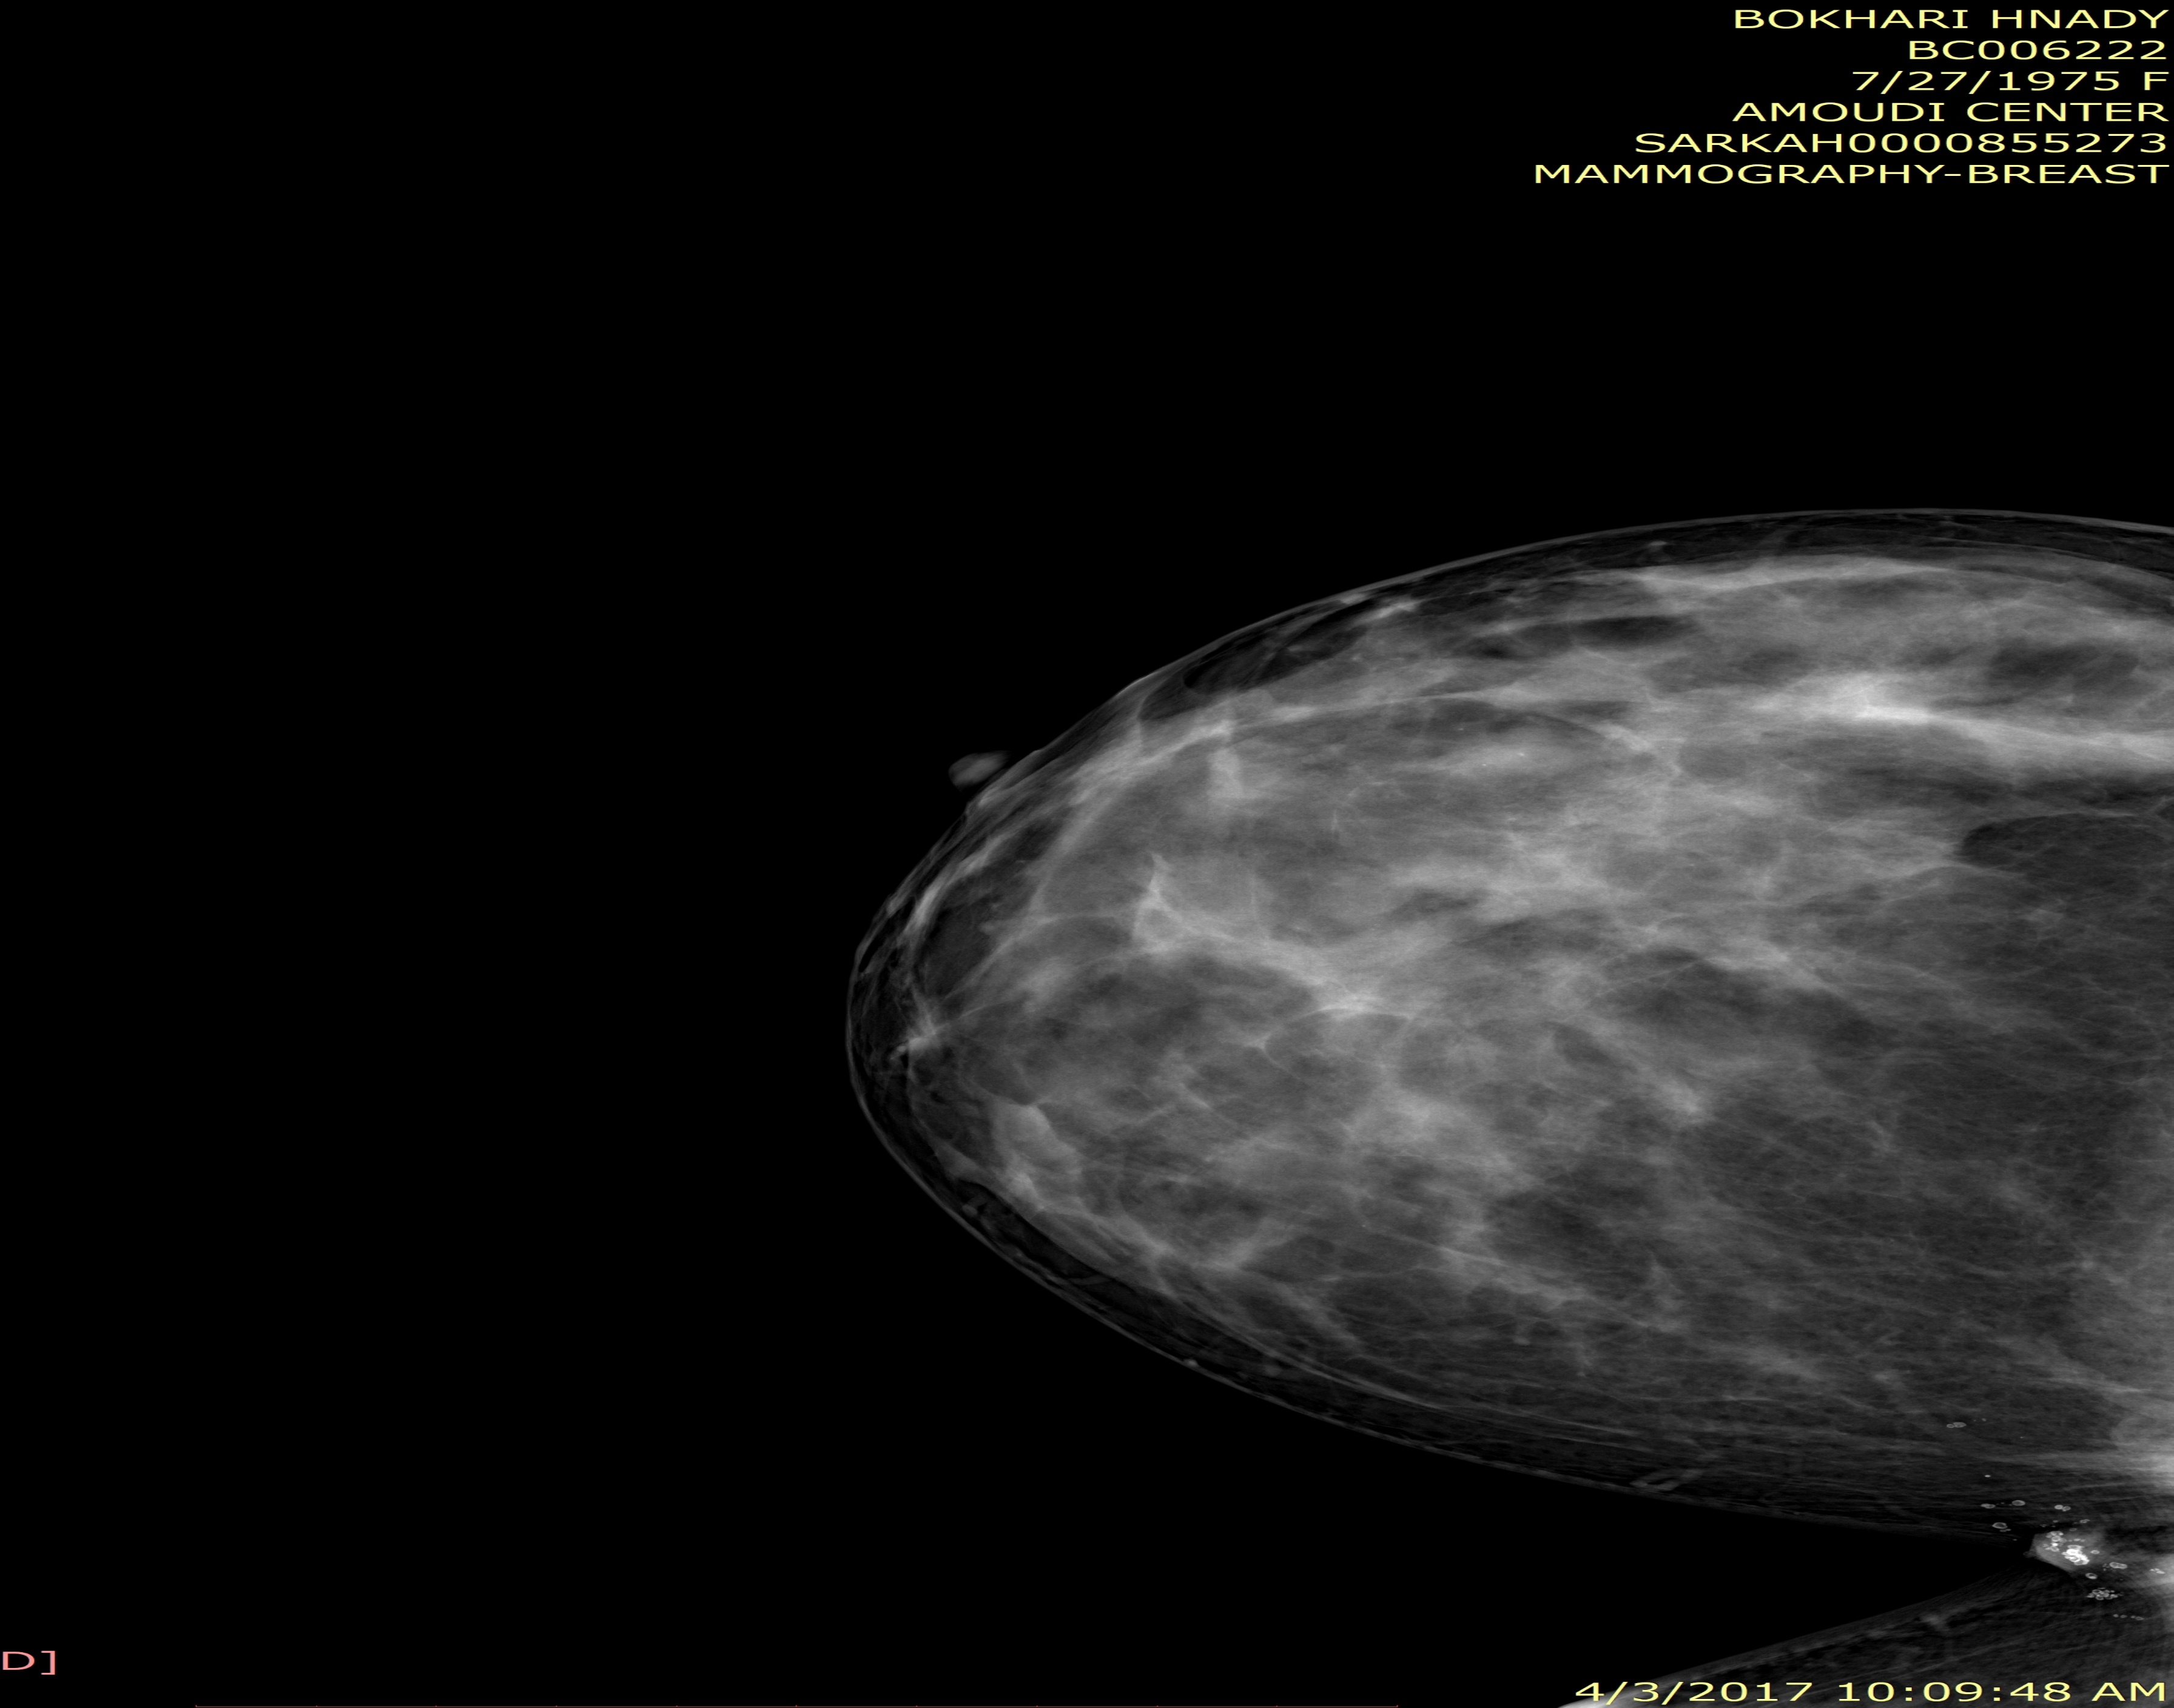 BOKHARI HNADY
BC006222
7/27/1975 F
AMOUDI CENTER
SARKAH0000855273
MAMMOGRAPHY-BREAST
D]
4/3/2017 10:09:48 AM